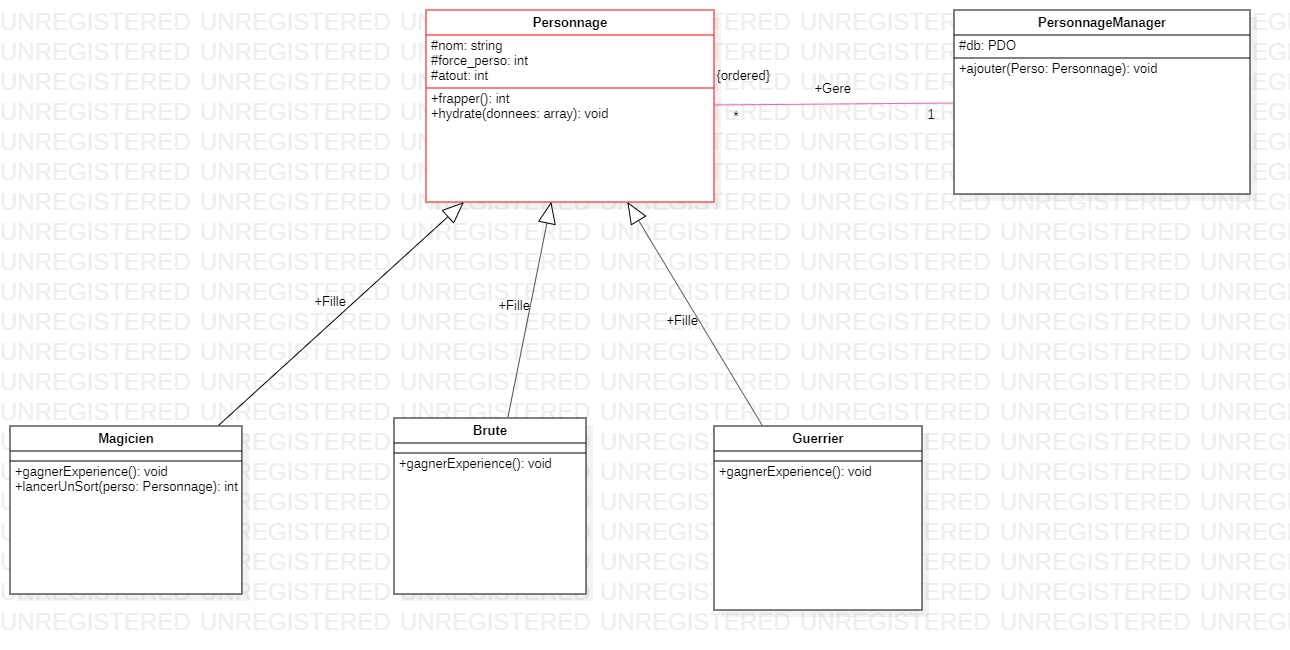 Personnage
#nom: string
#force_perso: int
#atout: int
+frapper(): int
+hydrate(donnees: array): void
PersonnageManager
#db: PDO
+ajouter(Perso: Personnage): void
{ordered}
+Gere
*
1
+Fille
+Fille
+Fille
Magicien
+gagnerExperience(): void
+lancerUnSort(perso: Personnage): int
Brute
+gagnerExperience(): void
Guerrier
+gagnerExperience(): void
UNREGISTERED